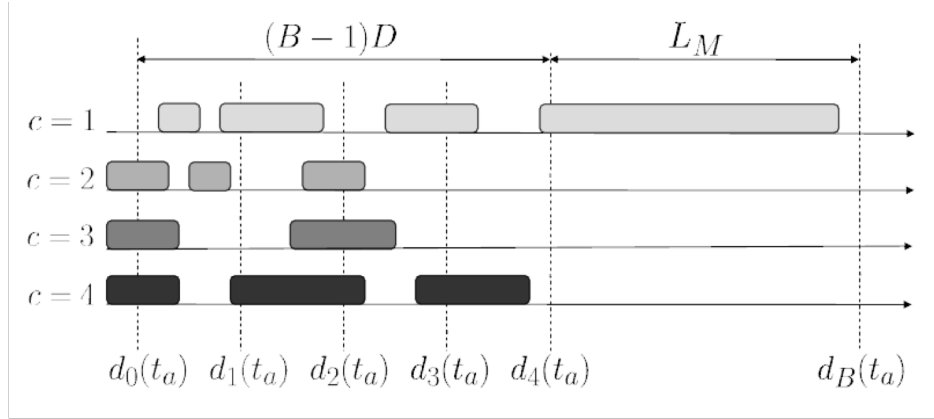 (B − 1)D L_M
c = 1
c = 2
c = 3
c = 4
d_0(t_a) d_1(t_a) d_2(t_a) d_3(t_a) d_4(t_a) d_B(t_a)